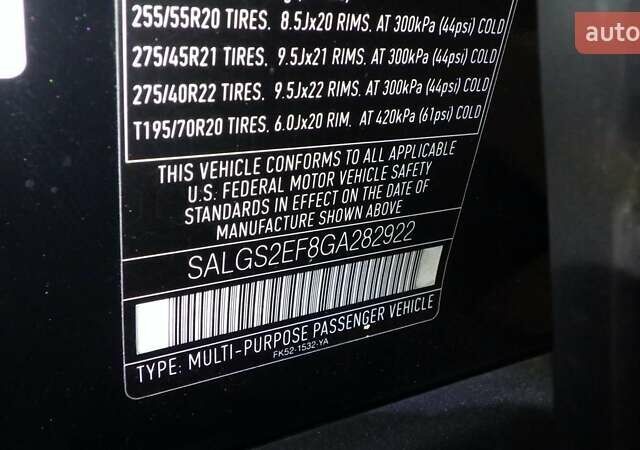 255/55R20 TIRES. 8.5Jx20 RIMS. AT 300kPa (44psi) COLD
275/45R21 TIRES. 9.5Jx21 RIMS. AT 300kPa (44psi) COLD
275/40R22 TIRES. 9.5Jx22 RIMS. AT 300kPa (44psi) COLD
T195/70R20 TIRES. 6.0Jx20 RIM. AT 420kPa (61psi) COLD
THIS VEHICLE CONFORMS TO ALL APPLICABLE
U.S. FEDERAL MOTOR VEHICLE SAFETY
STANDARDS IN EFFECT ON THE DATE OF
MANUFACTURE SHOWN ABOVE
SALGS2EF8GA282922
TYPE: MULTI-PURPOSE PASSENGER VEHICLE
FK52-1532-YA
auto